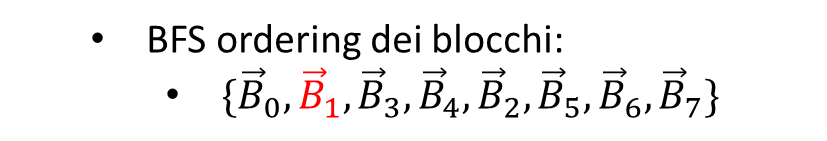 • BFS ordering dei blocchi:
• {B⃗₀, B⃗₁, B⃗₃, B⃗₄, B⃗₂, B⃗₅, B⃗₆, B⃗₇}